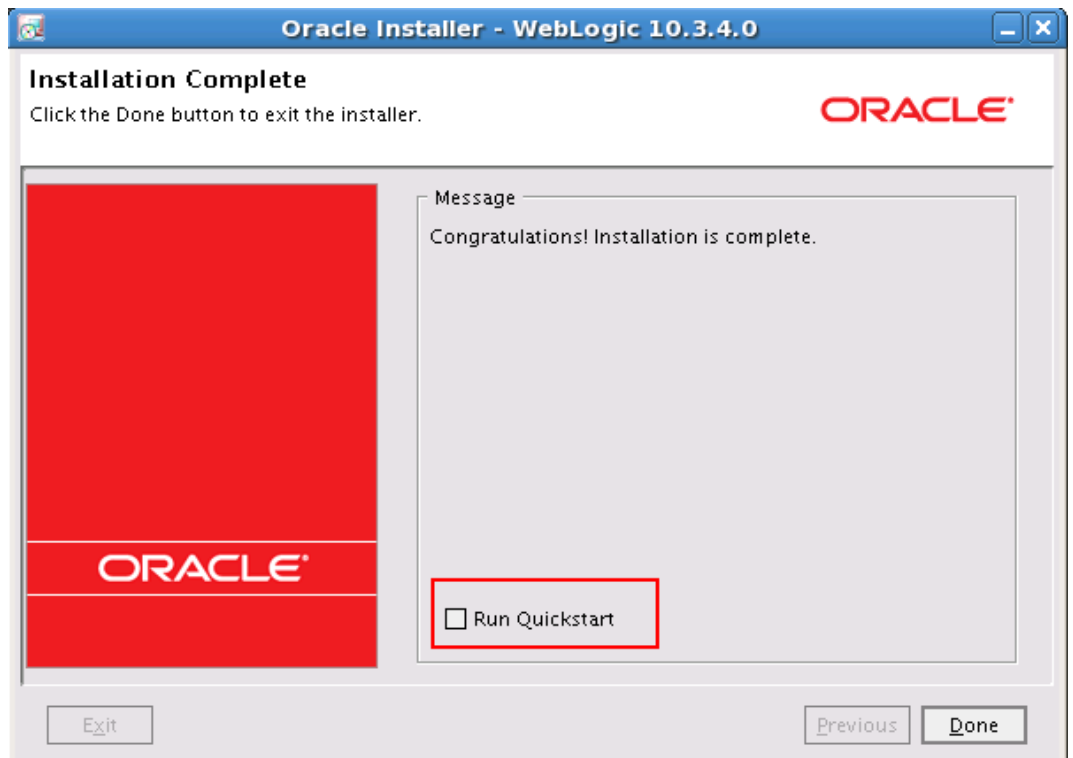 Oracle Installer - WebLogic 10.3.4.0
Installation Complete
Click the Done button to exit the installer.
ORACLE
Message
Congratulations! Installation is complete.
ORACLE
Run Quickstart
Exit
Previous
Done